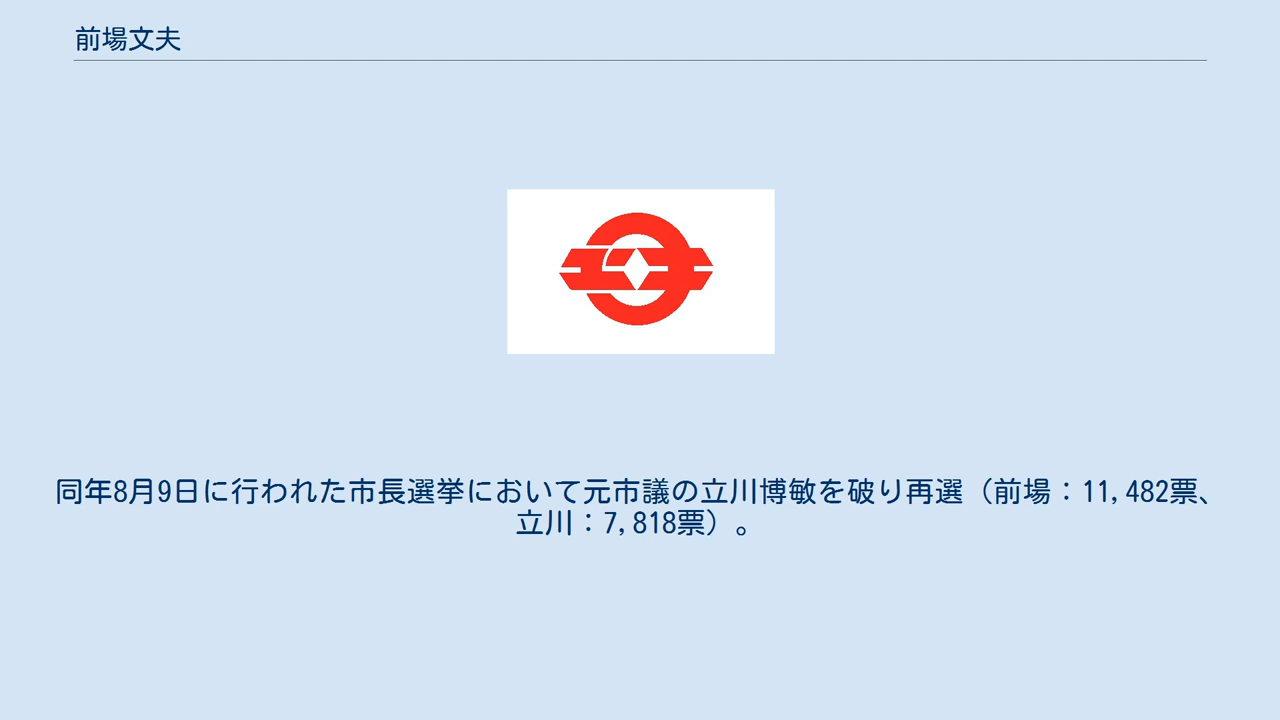 前場文夫
同年8月9日に行われた市長選挙において元市議の立川博敏を破り再選（前場：11,482票、
立川：7,818票）。